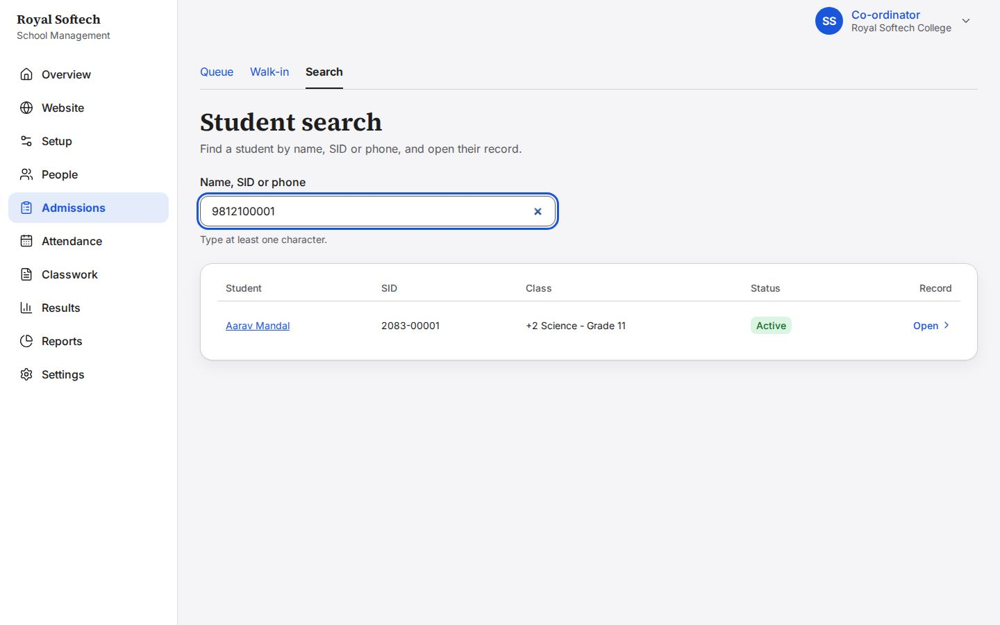 Royal Softech
School Management
SS
Co-ordinator
Royal Softech College
Overview
Website
Setup
People
Admissions
Attendance
Classwork
Results
Reports
Settings
Queue Walk-in Search
Student search
Find a student by name, SID or phone, and open their record.
Name, SID or phone
9812100001
Type at least one character.
Student SID Class Status Record
Aarav Mandal 2083-00001 +2 Science - Grade 11 Active Open